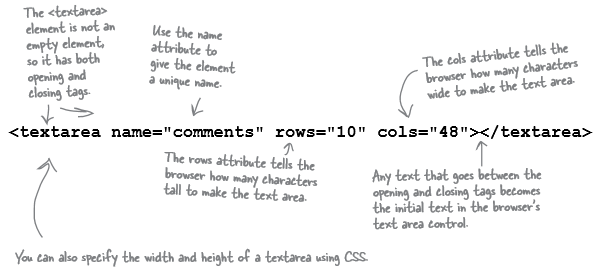 The <textarea>
element is not an
empty element,
so it has both
opening and
closing tags.
Use the name
attribute to
give the element
a unique name.
The cols attribute tells the
browser how many characters
wide to make the text area.
<textarea name="comments" rows="10" cols="48"></textarea>
The rows attribute tells the
browser how many characters
tall to make the text area.
Any text that goes between the
opening and closing tags becomes
the initial text in the browser's
text area control.
You can also specify the width and height of a textarea using CSS.